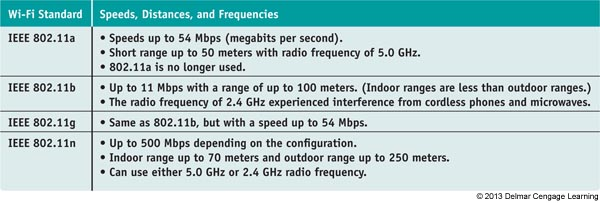 Wi-Fi Standard
Speeds, Distances, and Frequencies
IEEE 802.11a
• Speeds up to 54 Mbps (megabits per second).
• Short range up to 50 meters with radio frequency of 5.0 GHz.
• 802.11a is no longer used.
IEEE 802.11b
• Up to 11 Mbps with a range of up to 100 meters. (Indoor ranges are less than outdoor ranges.)
• The radio frequency of 2.4 GHz experienced interference from cordless phones and microwaves.
IEEE 802.11g
• Same as 802.11b, but with a speed up to 54 Mbps.
IEEE 802.11n
• Up to 500 Mbps depending on the configuration.
• Indoor range up to 70 meters and outdoor range up to 250 meters.
• Can use either 5.0 GHz or 2.4 GHz radio frequency.
© 2013 Delmar Cengage Learning